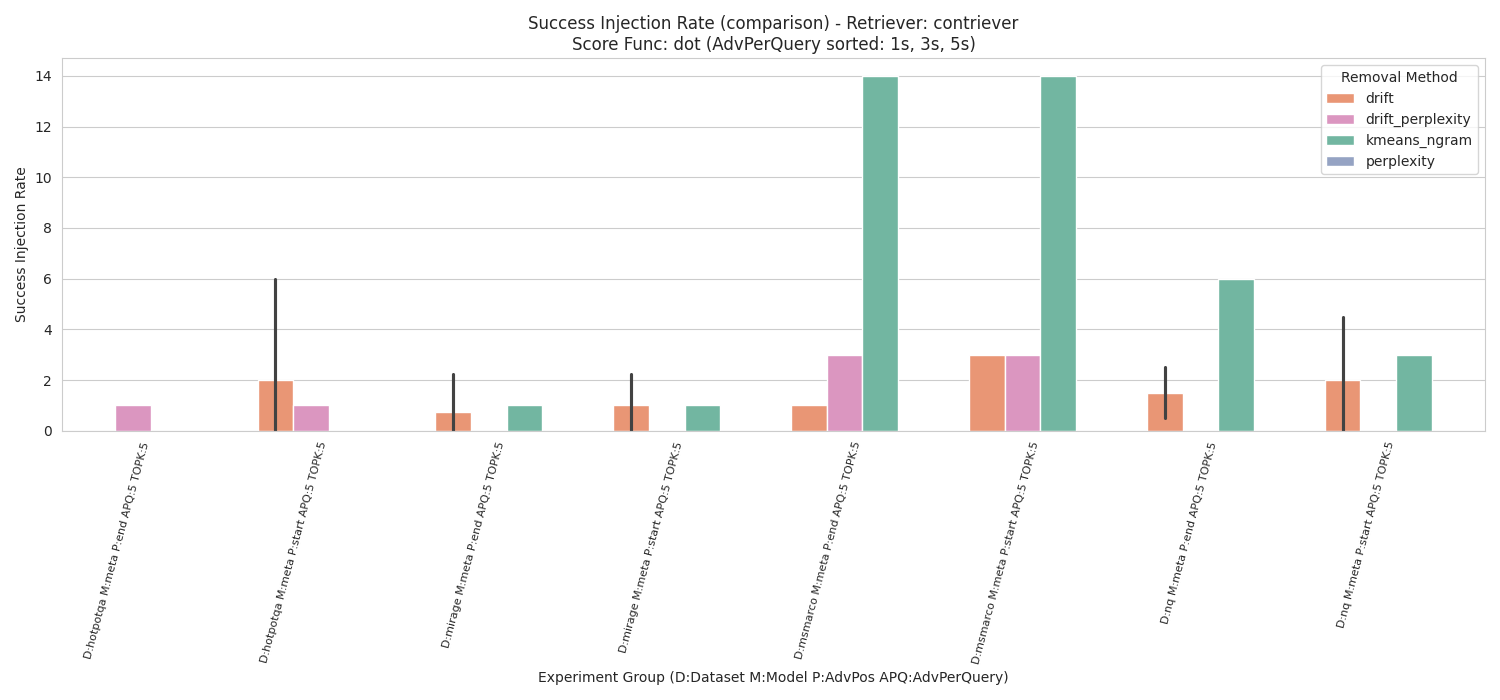 Success Injection Rate (comparison) - Retriever: contriever
Score Func: dot (AdvPerQuery sorted: 1s, 3s, 5s)
Removal Method
drift
drift_perplexity
kmeans_ngram
perplexity
Success Injection Rate
14
12
10
8
6
4
2
0
D:hotpotqa M:meta P:end APQ:5 TOPK:5
D:hotpotqa M:meta P:start APQ:5 TOPK:5
D:mirage M:meta P:end APQ:5 TOPK:5
D:mirage M:meta P:start APQ:5 TOPK:5
D:msmarco M:meta P:end APQ:5 TOPK:5
D:msmarco M:meta P:start APQ:5 TOPK:5
D:nq M:meta P:end APQ:5 TOPK:5
D:nq M:meta P:start APQ:5 TOPK:5
Experiment Group (D:Dataset M:Model P:AdvPos APQ:AdvPerQuery)